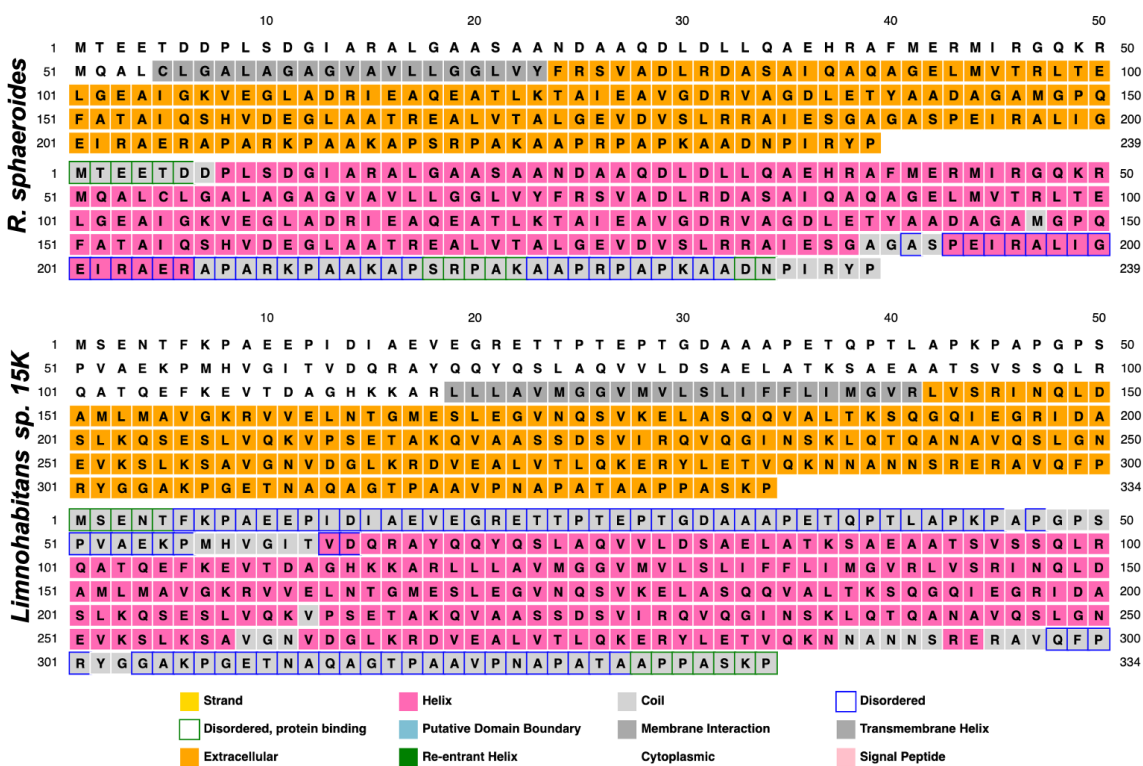 10 20 30 40 50
1 M T E E T D D P L S D G I A R A L G A A S A A N D A A Q D L D L L Q A E H R A F M E R M I R G Q K R 50
51 M Q A L C L G A L A G A G V A V L L G G L V Y F R S V A D L R D A S A I Q A Q A G E L M V T R L T E 100
101 L G E A I G K V E G L A D R I E A Q E A T L K T A I E A V G D R V A G D L E T Y A A D A G A M G P Q 150
151 F A T A I Q S H V D E G L A A T R E A L V T A L G E V D V S L R R A I E S G A G A S P E I R A L I G 200
201 E I R A E R A P A R K P A A K A P S R P A K A A P R P A P K A A D N P I R Y P 239
R. sphaeroides
1 M T E E T D D P L S D G I A R A L G A A S A A N D A A Q D L D L L Q A E H R A F M E R M I R G Q K R 50
51 M Q A L C L G A L A G A G V A V L L G G L V Y F R S V A D L R D A S A I Q A Q A G E L M V T R L T E 100
101 L G E A I G K V E G L A D R I E A Q E A T L K T A I E A V G D R V A G D L E T Y A A D A G A M G P Q 150
151 F A T A I Q S H V D E G L A A T R E A L V T A L G E V D V S L R R A I E S G A G A S P E I R A L I G 200
201 E I R A E R A P A R K P A A K A P S R P A K A A P R P A P K A A D N P I R Y P 239
10 20 30 40 50
1 M S E N T F K P A E E P I D I A E V E G R E T T P T E P T G D A A A P E T Q P T L A P K P A P G P S 50
51 P V A E K P M H V G I T V D Q R A Y Q Q Y Q S L A Q V V L D S A E L A T K S A E A A T S V S S Q L R 100
101 Q A T Q E F K E V T D A G H K K A R L L L A V M G G V M V L S L I F F L I M G V R L V S R I N Q L D 150
151 A M L M A V G K R V V E L N T G M E S L E G V N Q S V K E L A S Q Q V A L T K S Q G Q I E G R I D A 200
201 S L K Q S E S L V Q K V P S E T A K Q V A A S S D S V I R Q V Q G I N S K L Q T Q A N A V Q S L G N 250
251 E V K S L K S A V G N V D G L K R D V E A L V T L Q K E R Y L E T V Q K N N A N N S R E R A V Q F P 300
301 R Y G G A K P G E T N A Q A G T P A A V P N A P A T A A P P A S K P 334
Limnohabitans sp. 15K
1 M S E N T F K P A E E P I D I A E V E G R E T T P T E P T G D A A A P E T Q P T L A P K P A P G P S 50
51 P V A E K P M H V G I T V D Q R A Y Q Q Y Q S L A Q V V L D S A E L A T K S A E A A T S V S S Q L R 100
101 Q A T Q E F K E V T D A G H K K A R L L L A V M G G V M V L S L I F F L I M G V R L V S R I N Q L D 150
151 A M L M A V G K R V V E L N T G M E S L E G V N Q S V K E L A S Q Q V A L T K S Q G Q I E G R I D A 200
201 S L K Q S E S L V Q K V P S E T A K Q V A A S S D S V I R Q V Q G I N S K L Q T Q A N A V Q S L G N 250
251 E V K S L K S A V G N V D G L K R D V E A L V T L Q K E R Y L E T V Q K N N A N N S R E R A V Q F P 300
301 R Y G G A K P G E T N A Q A G T P A A V P N A P A T A A P P A S K P 334
Strand Helix Coil Disordered
Disordered, protein binding Putative Domain Boundary Membrane Interaction Transmembrane Helix
Extracellular Re-entrant Helix Cytoplasmic Signal Peptide